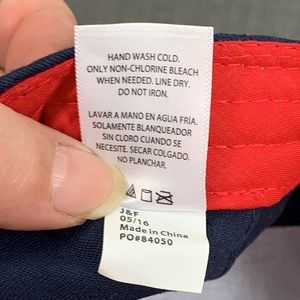 HAND WASH COLD.
ONLY NON-CHLORINE BLEACH
WHEN NEEDED. LINE DRY.
DO NOT IRON.
LAVAR A MANO EN AGUA FRÍA.
SOLAMENTE BLANQUEADOR
SIN CLORO CUANDO SE
NECESITE. SECAR COLGADO.
NO PLANCHAR.
J&F
05/16
Made in China
PO#84050